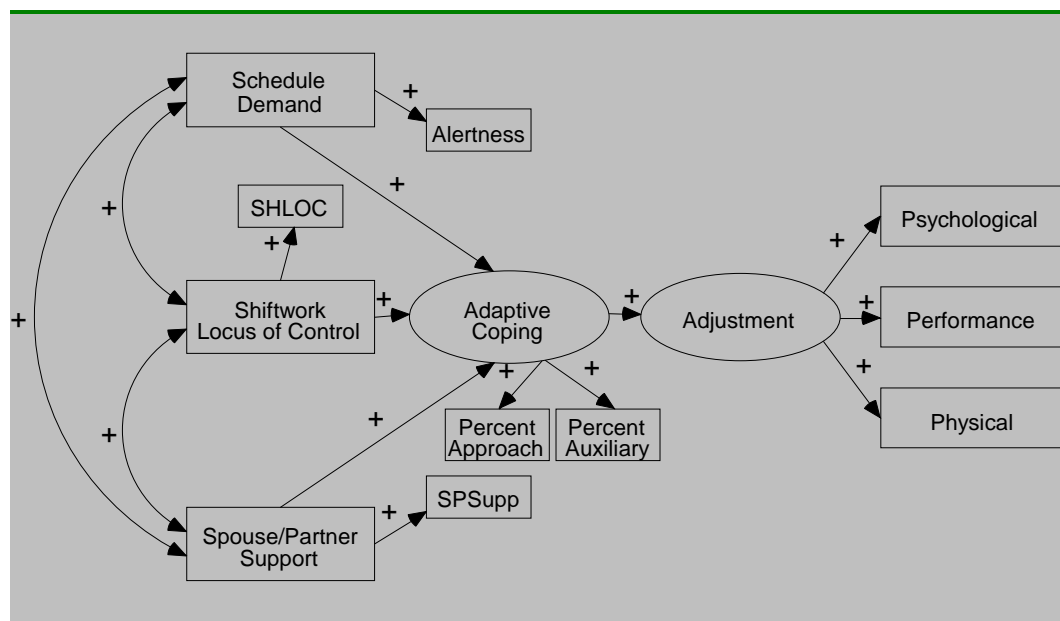 Schedule
Demand
+
Alertness
+
+
SHLOC
+
+
Shiftwork
Locus of Control
+
Adaptive
Coping
+
Adjustment
+
Psychological
+
Performance
+
Physical
+
+
+
Percent
Approach
Percent
Auxiliary
+
+
SPSupp
+
Spouse/Partner
Support